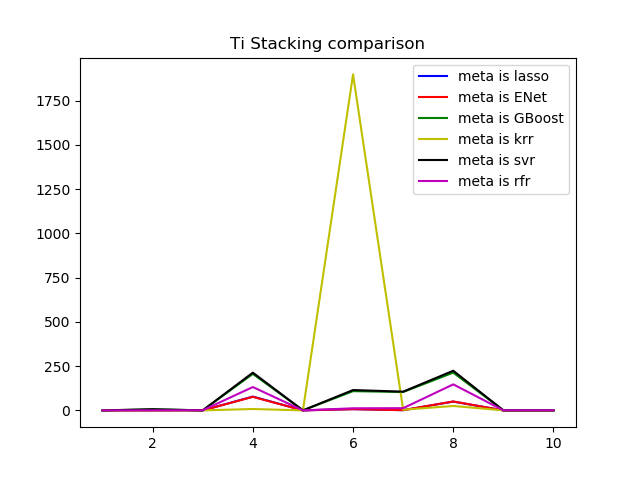 Ti Stacking comparison
meta is lasso
meta is ENet
meta is GBoost
meta is krr
meta is svr
meta is rfr
1750
1500
1250
1000
750
500
250
0
2 4 6 8 10